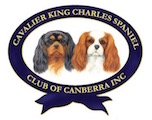 CAVALIER KING CHARLES SPANIEL
CLUB OF CANBERRA INC